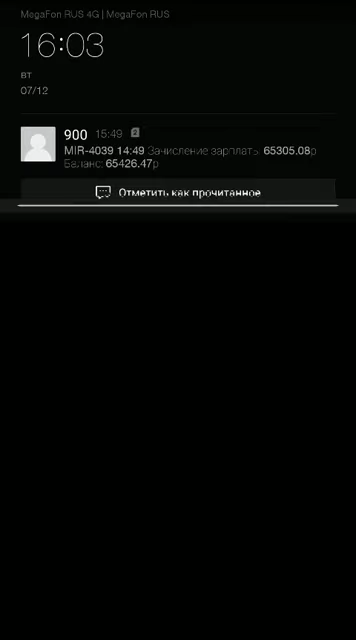 MegaFon RUS 4G | MegaFon RUS
16:03
вт
07/12
900 15:49 2
MIR-4039 14:49 Зачисление зарплаты 65305.08р
Баланс: 65426.47р
Отметить как прочитанное